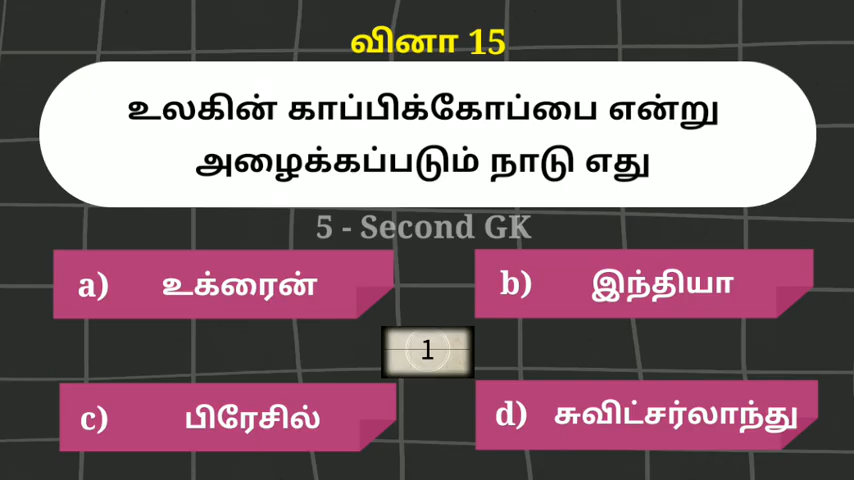 வினா 15
உலகின் காப்பிக்கோப்பை என்று
அழைக்கப்படும் நாடு எது
5 - Second GK
a) உக்ரைன்
b) இந்தியா
1
c) பிரேசில்
d) சுவிட்சர்லாந்து